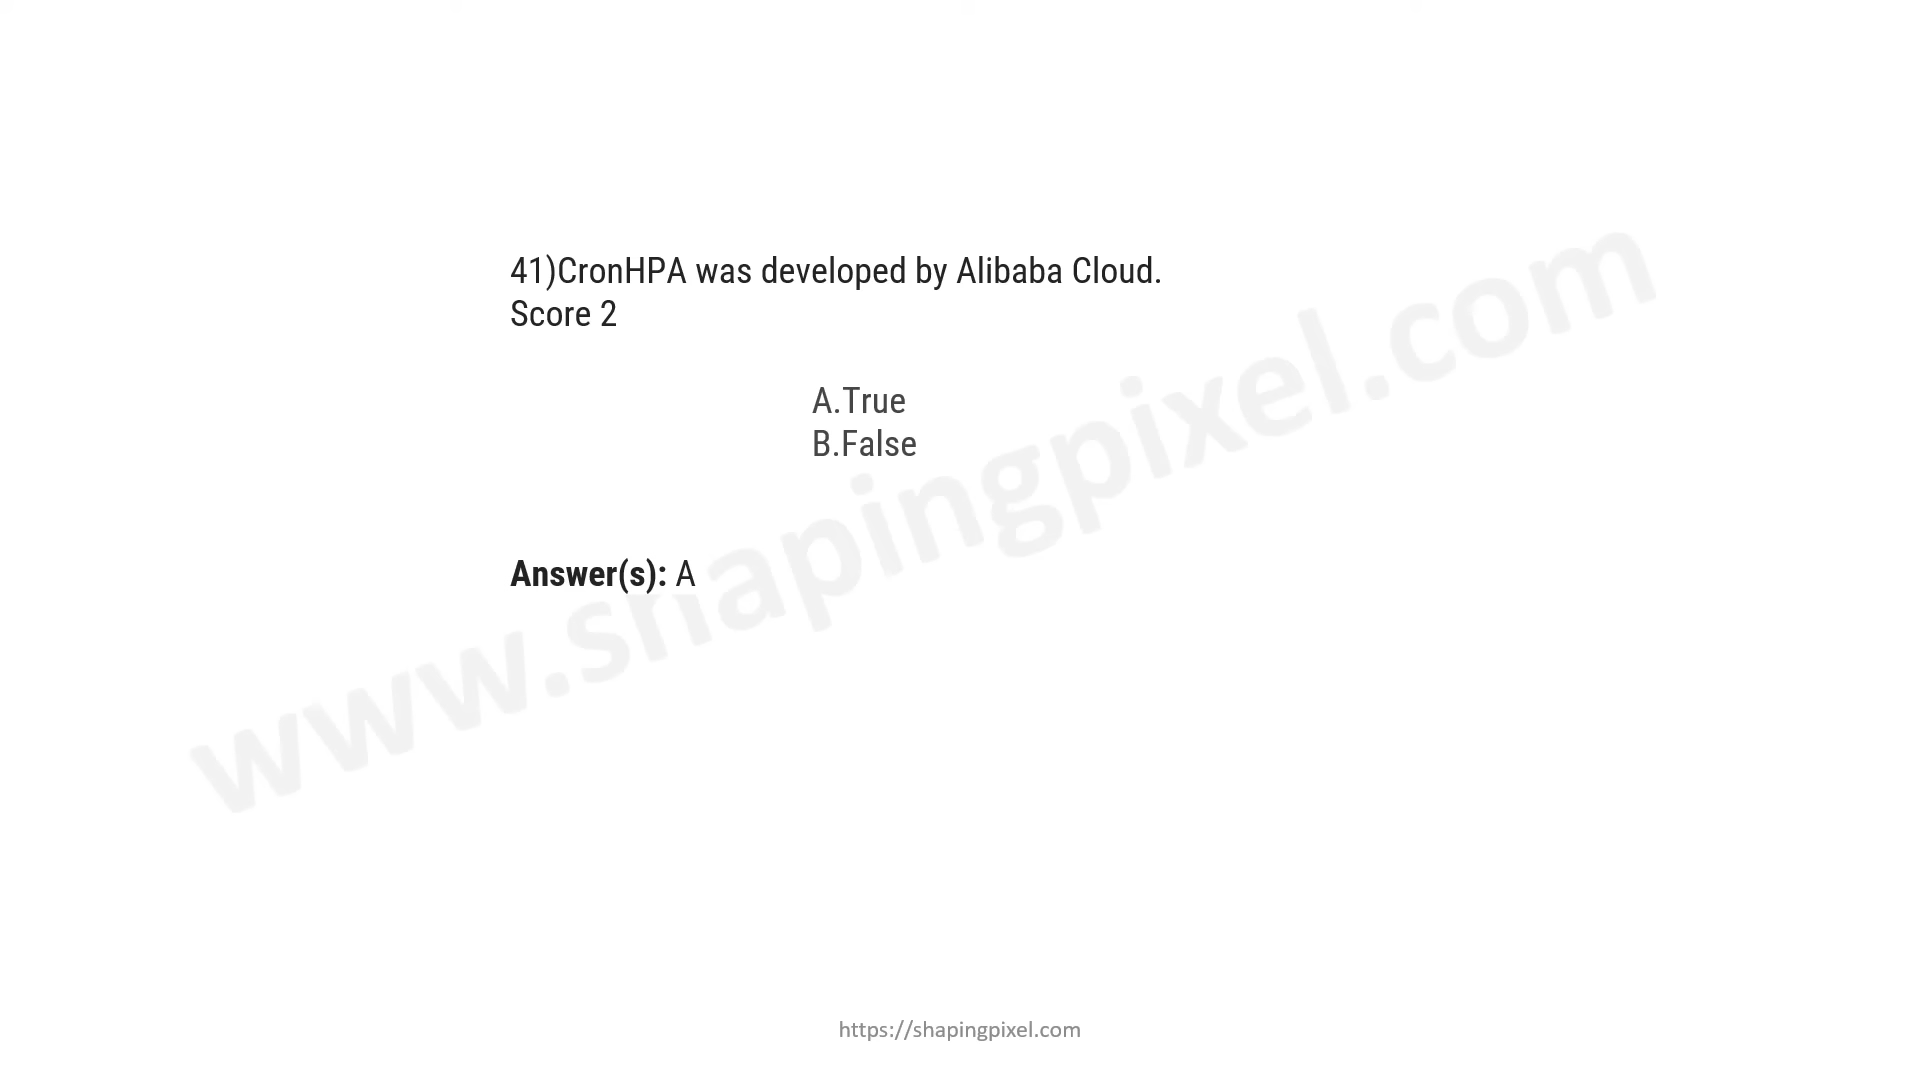 41)CronHPA was developed by Alibaba Cloud.
Score 2
A.True
B.False
Answer(s): A
www.shapingpixel.com
https://shapingpixel.com